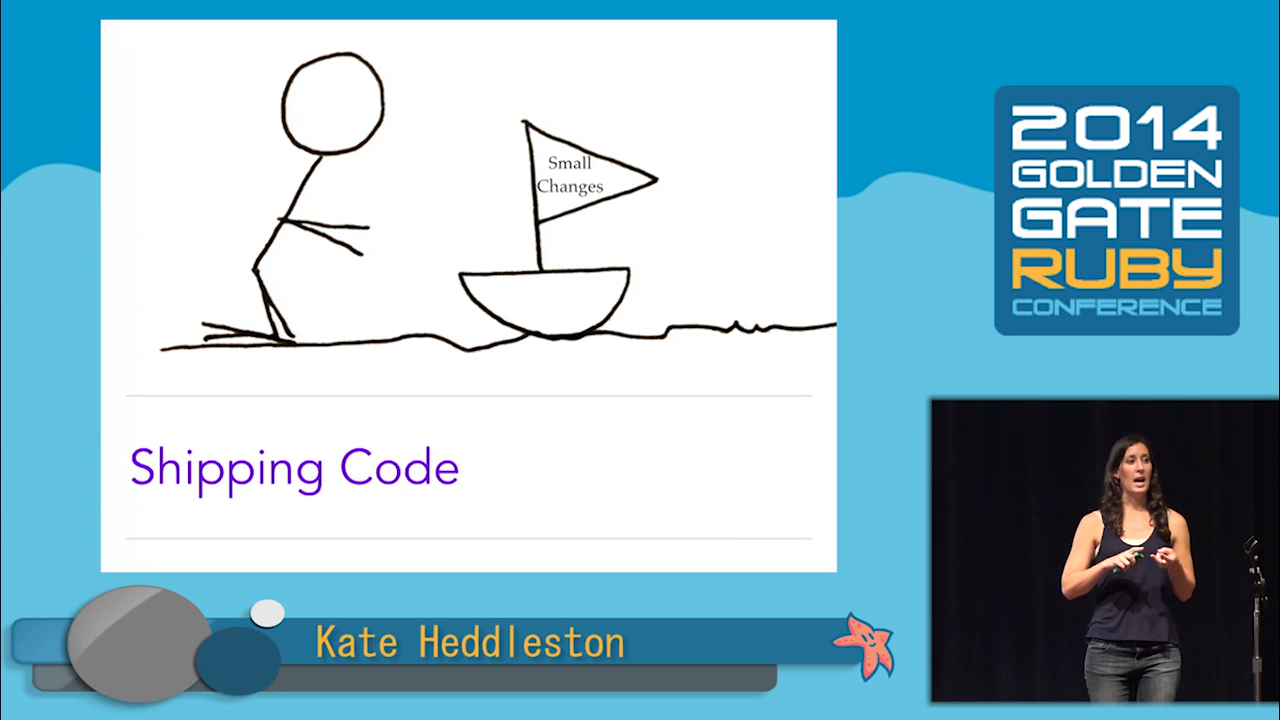 Small
Changes
Shipping Code
2014
GOLDEN
GATE
RUBY
CONFERENCE
Kate Heddleston